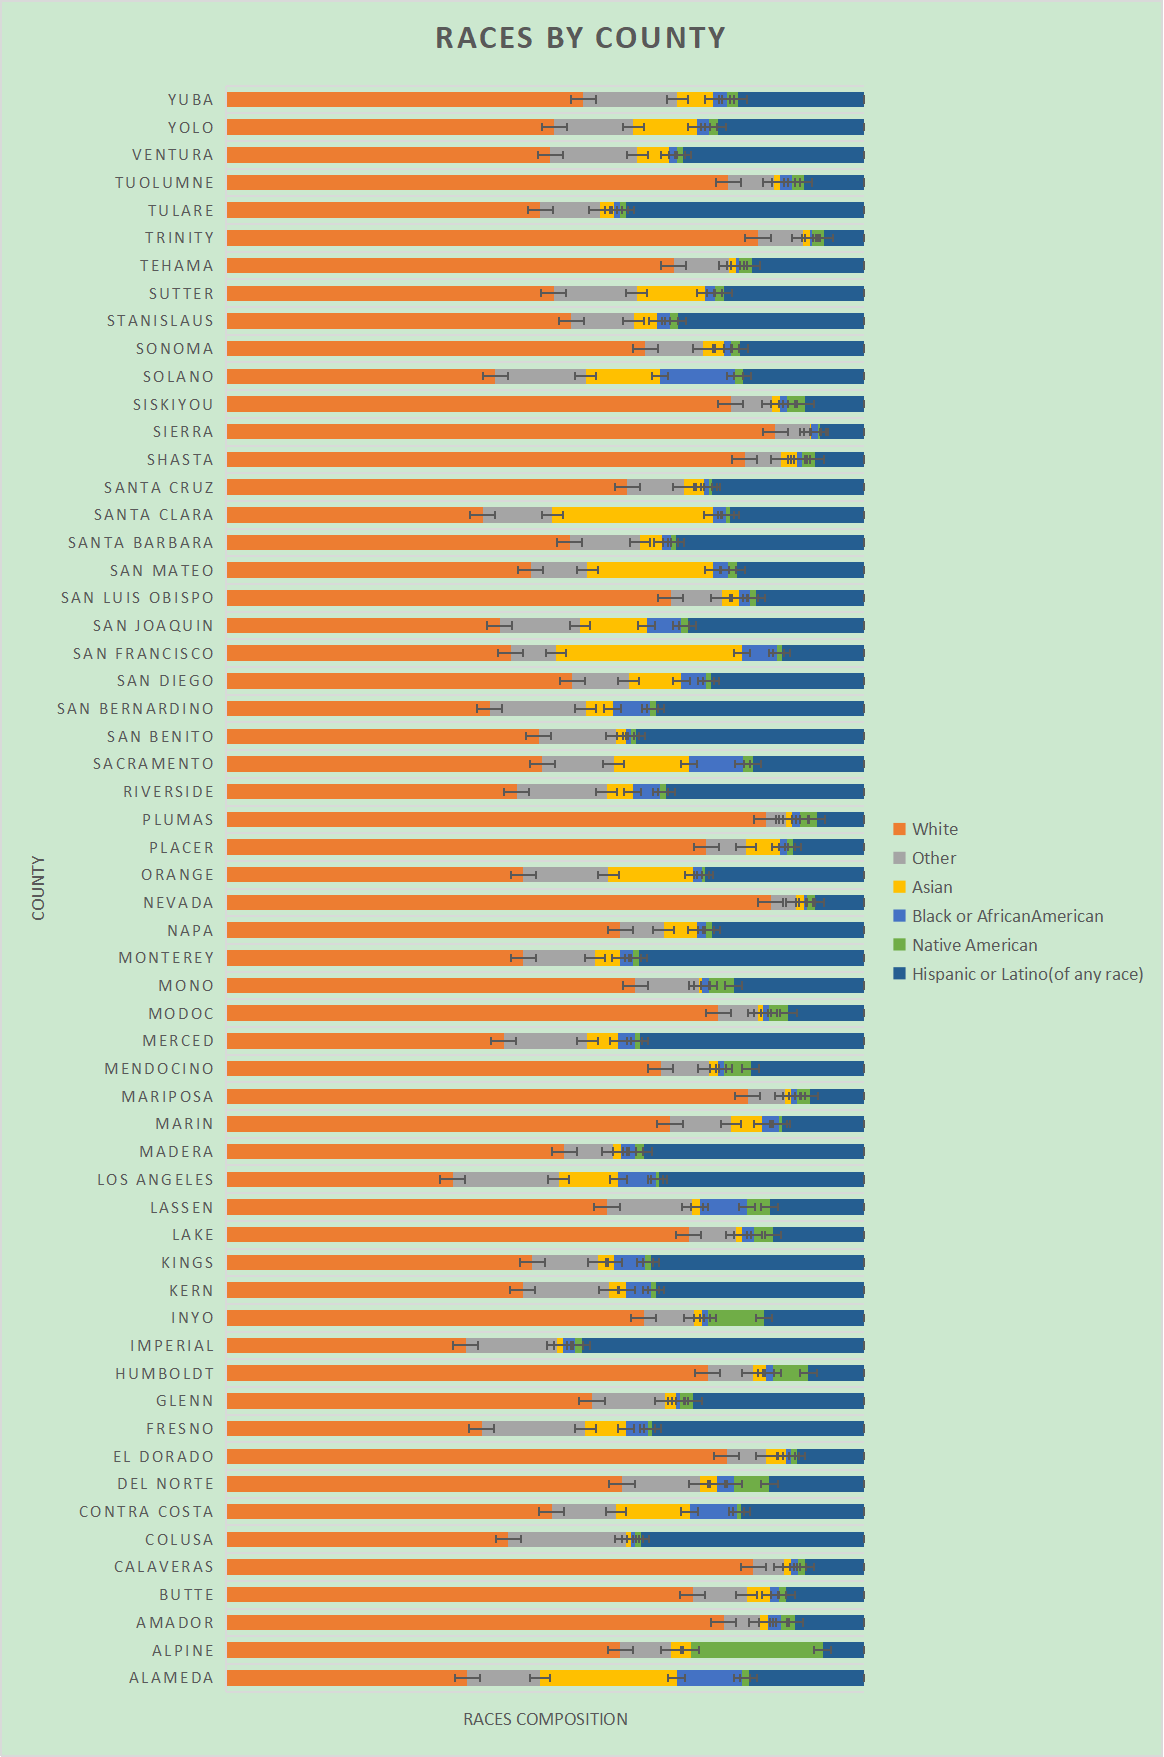 RACES BY COUNTY
YUBA
YOLO
VENTURA
TUOLUMNE
TULARE
TRINITY
TEHAMA
SUTTER
STANISLAUS
SONOMA
SOLANO
SISKIYOU
SIERRA
SHASTA
SANTA CRUZ
SANTA CLARA
SANTA BARBARA
SAN MATEO
SAN LUIS OBISPO
SAN JOAQUIN
SAN FRANCISCO
SAN DIEGO
SAN BERNARDINO
SAN BENITO
SACRAMENTO
RIVERSIDE
PLUMAS
PLACER
ORANGE
NEVADA
NAPA
MONTEREY
MONO
MODOC
MERCED
MENDOCINO
MARIPOSA
MARIN
MADERA
LOS ANGELES
LASSEN
LAKE
KINGS
KERN
INYO
IMPERIAL
HUMBOLDT
GLENN
FRESNO
EL DORADO
DEL NORTE
CONTRA COSTA
COLUSA
CALAVERAS
BUTTE
AMADOR
ALPINE
ALAMEDA
COUNTY
RACES COMPOSITION
White
Other
Asian
Black or AfricanAmerican
Native American
Hispanic or Latino(of any race)